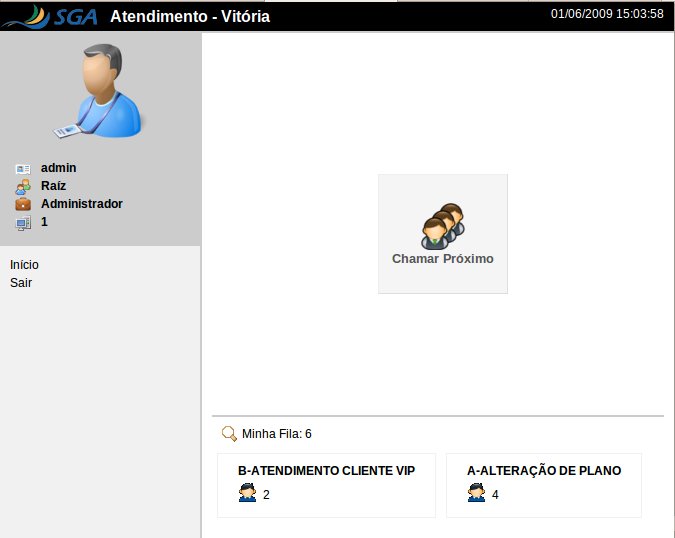 SGA Atendimento - Vitória 01/06/2009 15:03:58
admin
Raíz
Administrador
1
Início
Sair
Chamar Próximo
Minha Fila: 6
B-ATENDIMENTO CLIENTE VIP
2
A-ALTERAÇÃO DE PLANO
4